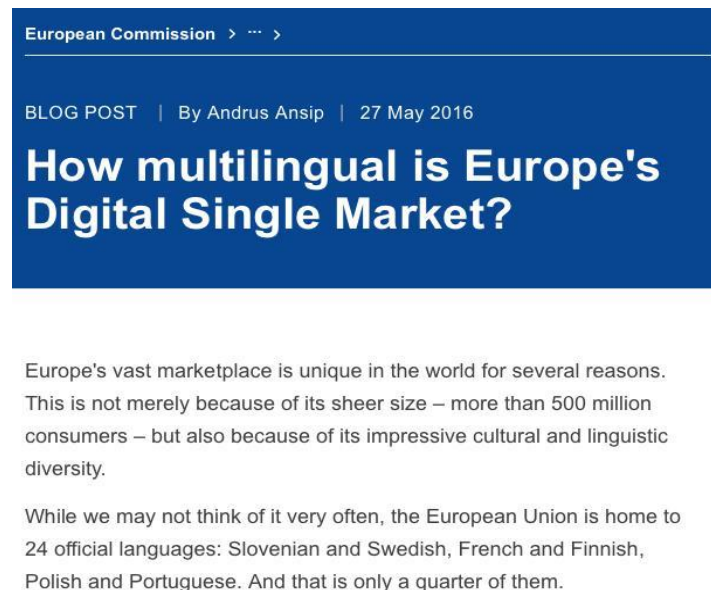 European Commission > ... >
BLOG POST | By Andrus Ansip | 27 May 2016
How multilingual is Europe's
Digital Single Market?
Europe's vast marketplace is unique in the world for several reasons.
This is not merely because of its sheer size – more than 500 million
consumers – but also because of its impressive cultural and linguistic
diversity.
While we may not think of it very often, the European Union is home to
24 official languages: Slovenian and Swedish, French and Finnish,
Polish and Portuguese. And that is only a quarter of them.